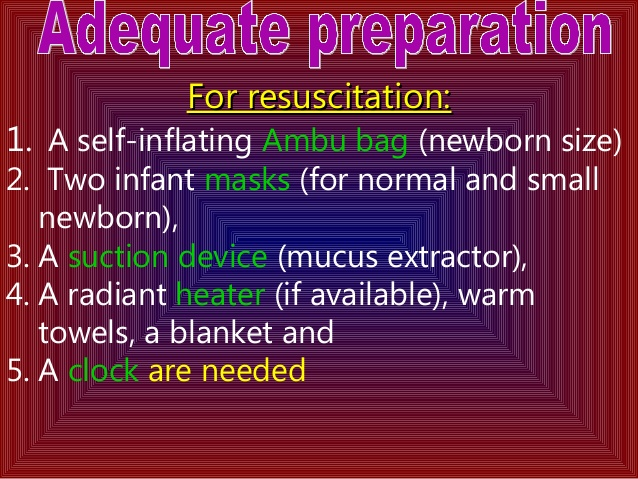 Adequate preparation
For resuscitation:
1. A self-inflating Ambu bag (newborn size)
2. Two infant masks (for normal and small
newborn),
3. A suction device (mucus extractor),
4. A radiant heater (if available), warm
towels, a blanket and
5. A clock are needed